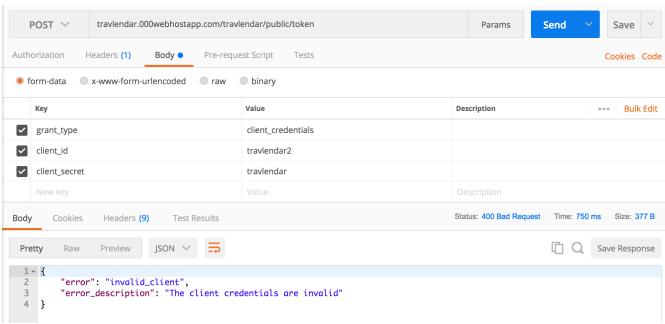 POST travlendar.000webhostapp.com/travlendar/public/token Params Send Save
Authorization Headers (1) Body Pre-request Script Tests Cookies Code
form-data x-www-form-urlencoded raw binary
Key Value Description ••• Bulk Edit
grant_type client_credentials
client_id travlendar2
client_secret travlendar
New key Value Description
Body Cookies Headers (9) Test Results Status: 400 Bad Request Time: 750 ms Size: 377 B
Pretty Raw Preview JSON Save Response
1 {
2 "error": "invalid_client",
3 "error_description": "The client credentials are invalid"
4 }